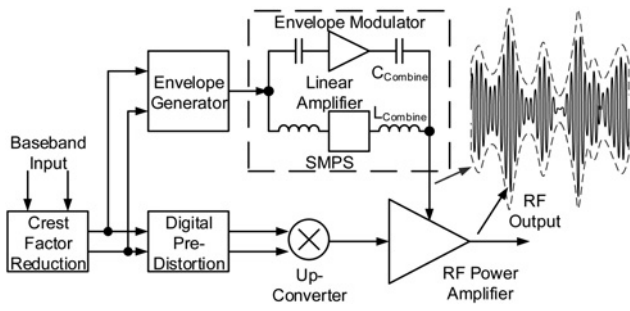 Envelope Modulator
Envelope
Generator
Linear
Amplifier
CCombine
LCombine
SMPS
Baseband
Input
Crest
Factor
Reduction
Digital
Pre-
Distortion
Up-
Converter
RF
Output
RF Power
Amplifier